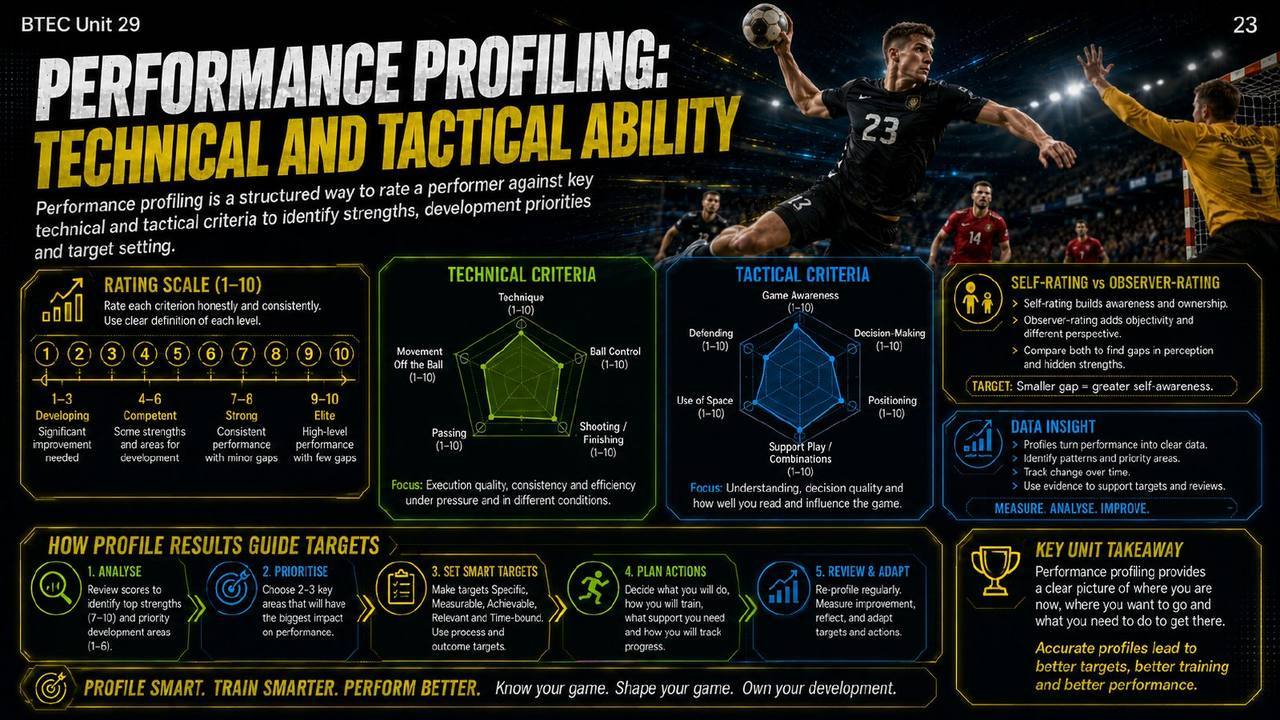 BTEC Unit 29
23
PERFORMANCE PROFILING:
TECHNICAL AND TACTICAL ABILITY
Performance profiling is a structured way to rate a performer against key
technical and tactical criteria to identify strengths, development priorities
and target setting.
23
14
1
RATING SCALE (1–10)
Rate each criterion honestly and consistently.
Use clear definition of each level.
1 2 3 4 5 6 7 8 9 10
1–3
Developing
Significant
improvement
needed
4–6
Competent
Some strengths
and areas for
development
7–8
Strong
Consistent
performance
with minor gaps
9–10
Elite
High-level
performance
with few gaps
TECHNICAL CRITERIA
Technique
(1–10)
Ball Control
(1–10)
Shooting /
Finishing
(1–10)
Passing
(1–10)
Movement
Off the Ball
(1–10)
Focus: Execution quality, consistency and efficiency
under pressure and in different conditions.
TACTICAL CRITERIA
Game Awareness
(1–10)
Decision-Making
(1–10)
Positioning
(1–10)
Support Play /
Combinations
(1–10)
Use of Space
(1–10)
Defending
(1–10)
Focus: Understanding, decision quality and
how well you read and influence the game.
SELF-RATING vs OBSERVER-RATING
> Self-rating builds awareness and ownership.
> Observer-rating adds objectivity and
different perspective.
> Compare both to find gaps in perception
and hidden strengths.
TARGET: Smaller gap = greater self-awareness.
DATA INSIGHT
> Profiles turn performance into clear data.
> Identify patterns and priority areas.
> Track change over time.
> Use evidence to support targets and reviews.
MEASURE. ANALYSE. IMPROVE.
HOW PROFILE RESULTS GUIDE TARGETS
1. ANALYSE
Review scores to
identify top strengths
(7–10) and priority
development areas
(1–6).
2. PRIORITISE
Choose 2–3 key
areas that will have
the biggest impact
on performance.
3. SET SMART TARGETS
Make targets Specific,
Measurable, Achievable,
Relevant and Time-bound.
Use process and
outcome targets.
4. PLAN ACTIONS
Decide what you will do,
how you will train,
what support you need
and how you will track
progress.
5. REVIEW & ADAPT
Re-profile regularly.
Measure improvement,
reflect, and adapt
targets and actions.
KEY UNIT TAKEAWAY
Performance profiling provides
a clear picture of where you are
now, where you want to go and
what you need to do to get there.
Accurate profiles lead to
better targets, better training
and better performance.
PROFILE SMART. TRAIN SMARTER. PERFORM BETTER. Know your game. Shape your game. Own your development.